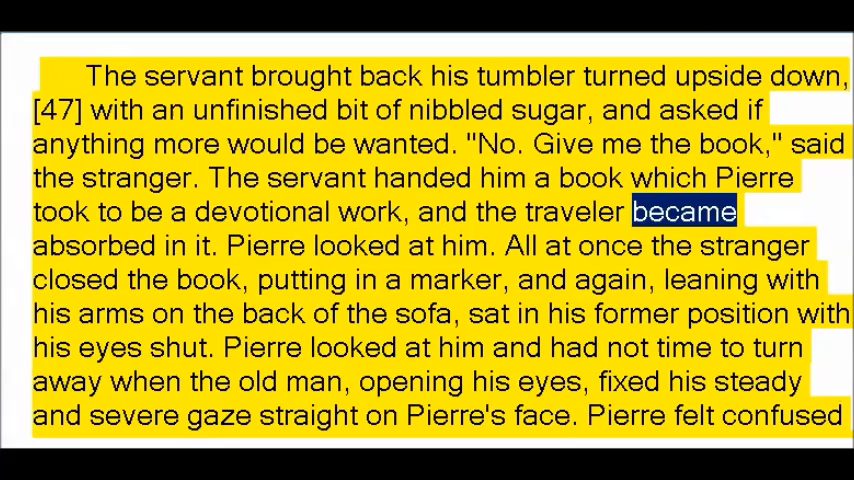 The servant brought back his tumbler turned upside down,
[47] with an unfinished bit of nibbled sugar, and asked if
anything more would be wanted. "No. Give me the book," said
the stranger. The servant handed him a book which Pierre
took to be a devotional work, and the traveler became
absorbed in it. Pierre looked at him. All at once the stranger
closed the book, putting in a marker, and again, leaning with
his arms on the back of the sofa, sat in his former position with
his eyes shut. Pierre looked at him and had not time to turn
away when the old man, opening his eyes, fixed his steady
and severe gaze straight on Pierre's face. Pierre felt confused